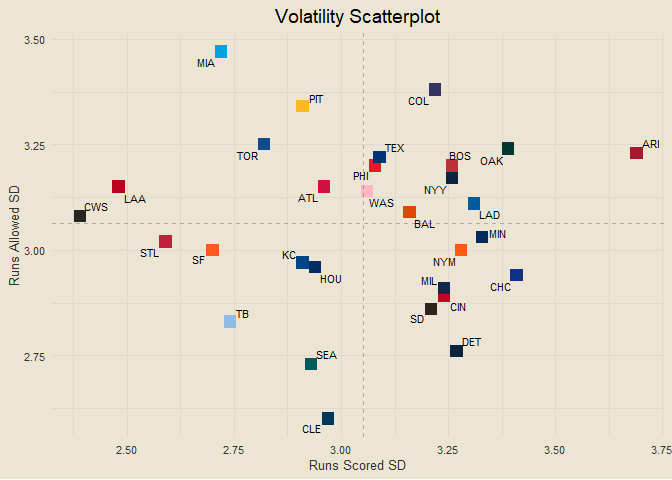 Volatility Scatterplot
3.50
MIA
COL
PIT
3.25
TOR
TEX
PHI
BOS
OAK
ARI
LAA
ATL
WAS
NYY
CWS
BAL
LAD
Runs Allowed SD
3.00
STL
SF
KC
HOU
NYM
MIN
CHC
TB
MIL
SD
CIN
2.75
SEA
DET
CLE
2.50
2.75
3.00
3.25
3.50
3.75
Runs Scored SD